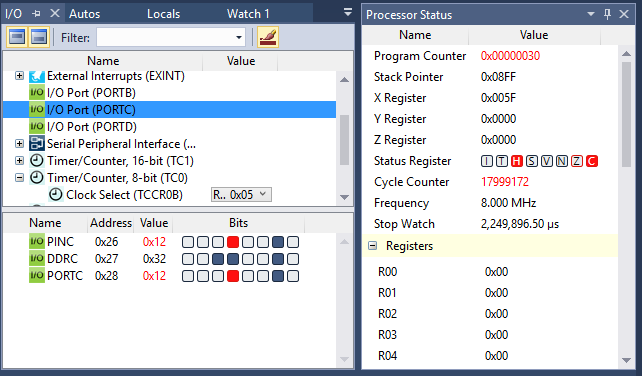 I/O
Autos
Locals
Watch 1
Filter:
Name Value
External Interrupts (EXINT)
I/O I/O Port (PORTB)
I/O I/O Port (PORTC)
I/O I/O Port (PORTD)
Serial Peripheral Interface (...
Timer/Counter, 16-bit (TC1)
Timer/Counter, 8-bit (TC0)
Clock Select (TCCR0B) R.. 0x05
Name Address Value Bits
I/O PINC 0x26 0x12
I/O DDRC 0x27 0x32
I/O PORTC 0x28 0x12
Processor Status
Name Value
Program Counter 0x00000030
Stack Pointer 0x08FF
X Register 0x005F
Y Register 0x0000
Z Register 0x0000
Status Register I T H S V N Z C
Cycle Counter 17999172
Frequency 8.000 MHz
Stop Watch 2,249,896.50 µs
Registers
R00 0x00
R01 0x00
R02 0x00
R03 0x00
R04 0x00